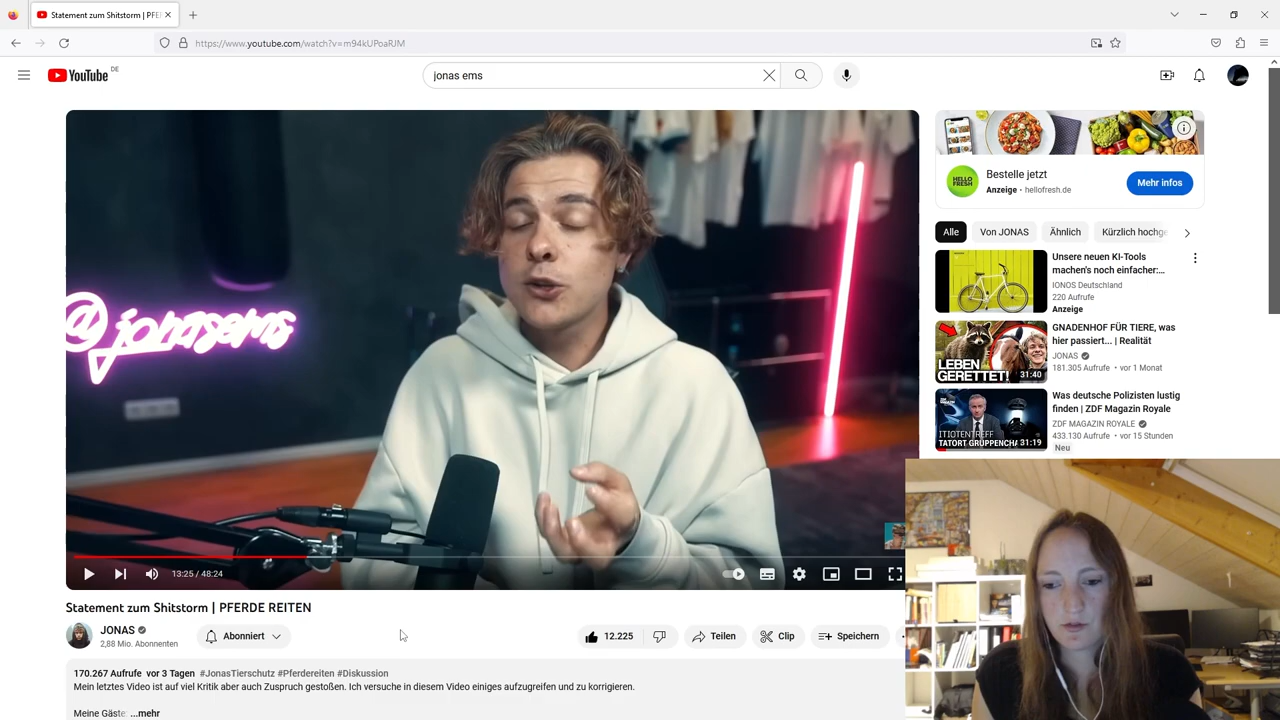 Statement zum Shitstorm | PFE
https://www.youtube.com/watch?v=m94kUPoaRJM
YouTube DE
jonas ems
@jonasems
13:25 / 48:24
Statement zum Shitstorm | PFERDE REITEN
JONAS
2,88 Mio. Abonnenten
Abonniert
12.225
Teilen
Clip
Speichern
170.267 Aufrufe vor 3 Tagen #JonasTierschutz #Pferdereiten #Diskussion
Mein letztes Video ist auf viel Kritik aber auch Zuspruch gestoßen. Ich versuche in diesem Video einiges aufzugreifen und zu korrigieren.
Meine Gäste: ...mehr
HELLO
FRESH
Bestelle jetzt
Anzeige • hellofresh.de
Mehr infos
Alle
Von JONAS
Ähnlich
Kürzlich hochge
Unsere neuen KI-Tools
machen's noch einfacher:...
IONOS Deutschland
220 Aufrufe
Anzeige
LEBEN
GERETTET!
31:40
GNADENHOF FÜR TIERE, was
hier passiert... | Realität
JONAS
181.305 Aufrufe • vor 1 Monat
ITIOTENTREFF
TATORT GRUPPENCHA
31:19
Was deutsche Polizisten lustig
finden | ZDF Magazin Royale
ZDF MAGAZIN ROYALE
433.130 Aufrufe • vor 15 Stunden
Neu